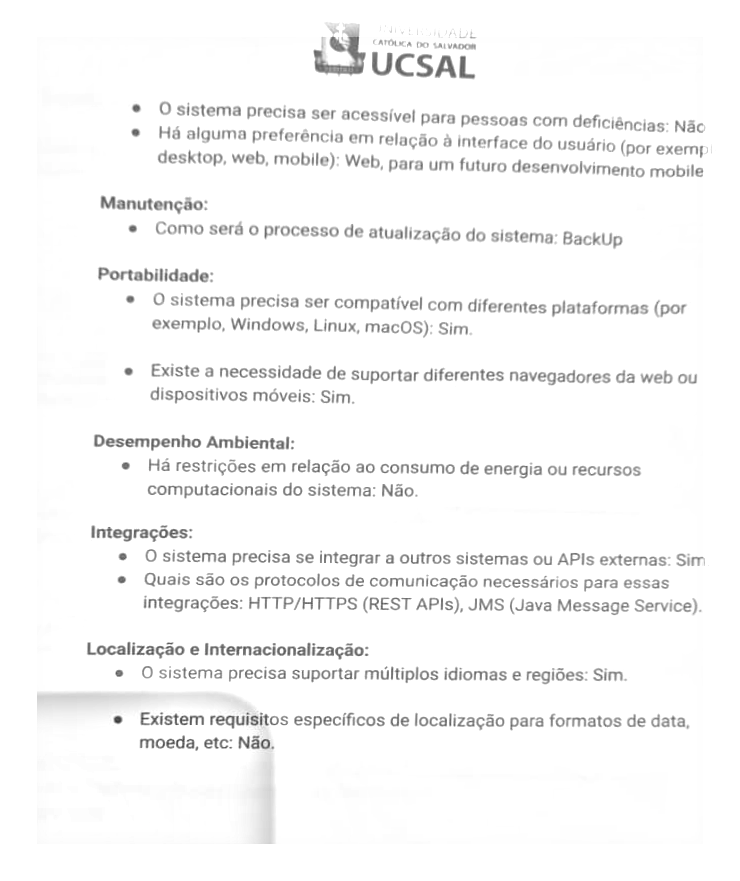 UNIVERSIDADE
CATÓLICA DO SALVADOR
UCSAL
● O sistema precisa ser acessível para pessoas com deficiências: Não
● Há alguma preferência em relação à interface do usuário (por exemp
desktop, web, mobile): Web, para um futuro desenvolvimento mobile
Manutenção:
● Como será o processo de atualização do sistema: BackUp
Portabilidade:
● O sistema precisa ser compatível com diferentes plataformas (por
exemplo, Windows, Linux, macOS): Sim.
● Existe a necessidade de suportar diferentes navegadores da web ou
dispositivos móveis: Sim.
Desempenho Ambiental:
● Há restrições em relação ao consumo de energia ou recursos
computacionais do sistema: Não.
Integrações:
● O sistema precisa se integrar a outros sistemas ou APIs externas: Sim
● Quais são os protocolos de comunicação necessários para essas
integrações: HTTP/HTTPS (REST APIs), JMS (Java Message Service).
Localização e Internacionalização:
● O sistema precisa suportar múltiplos idiomas e regiões: Sim.
● Existem requisitos específicos de localização para formatos de data,
moeda, etc: Não.